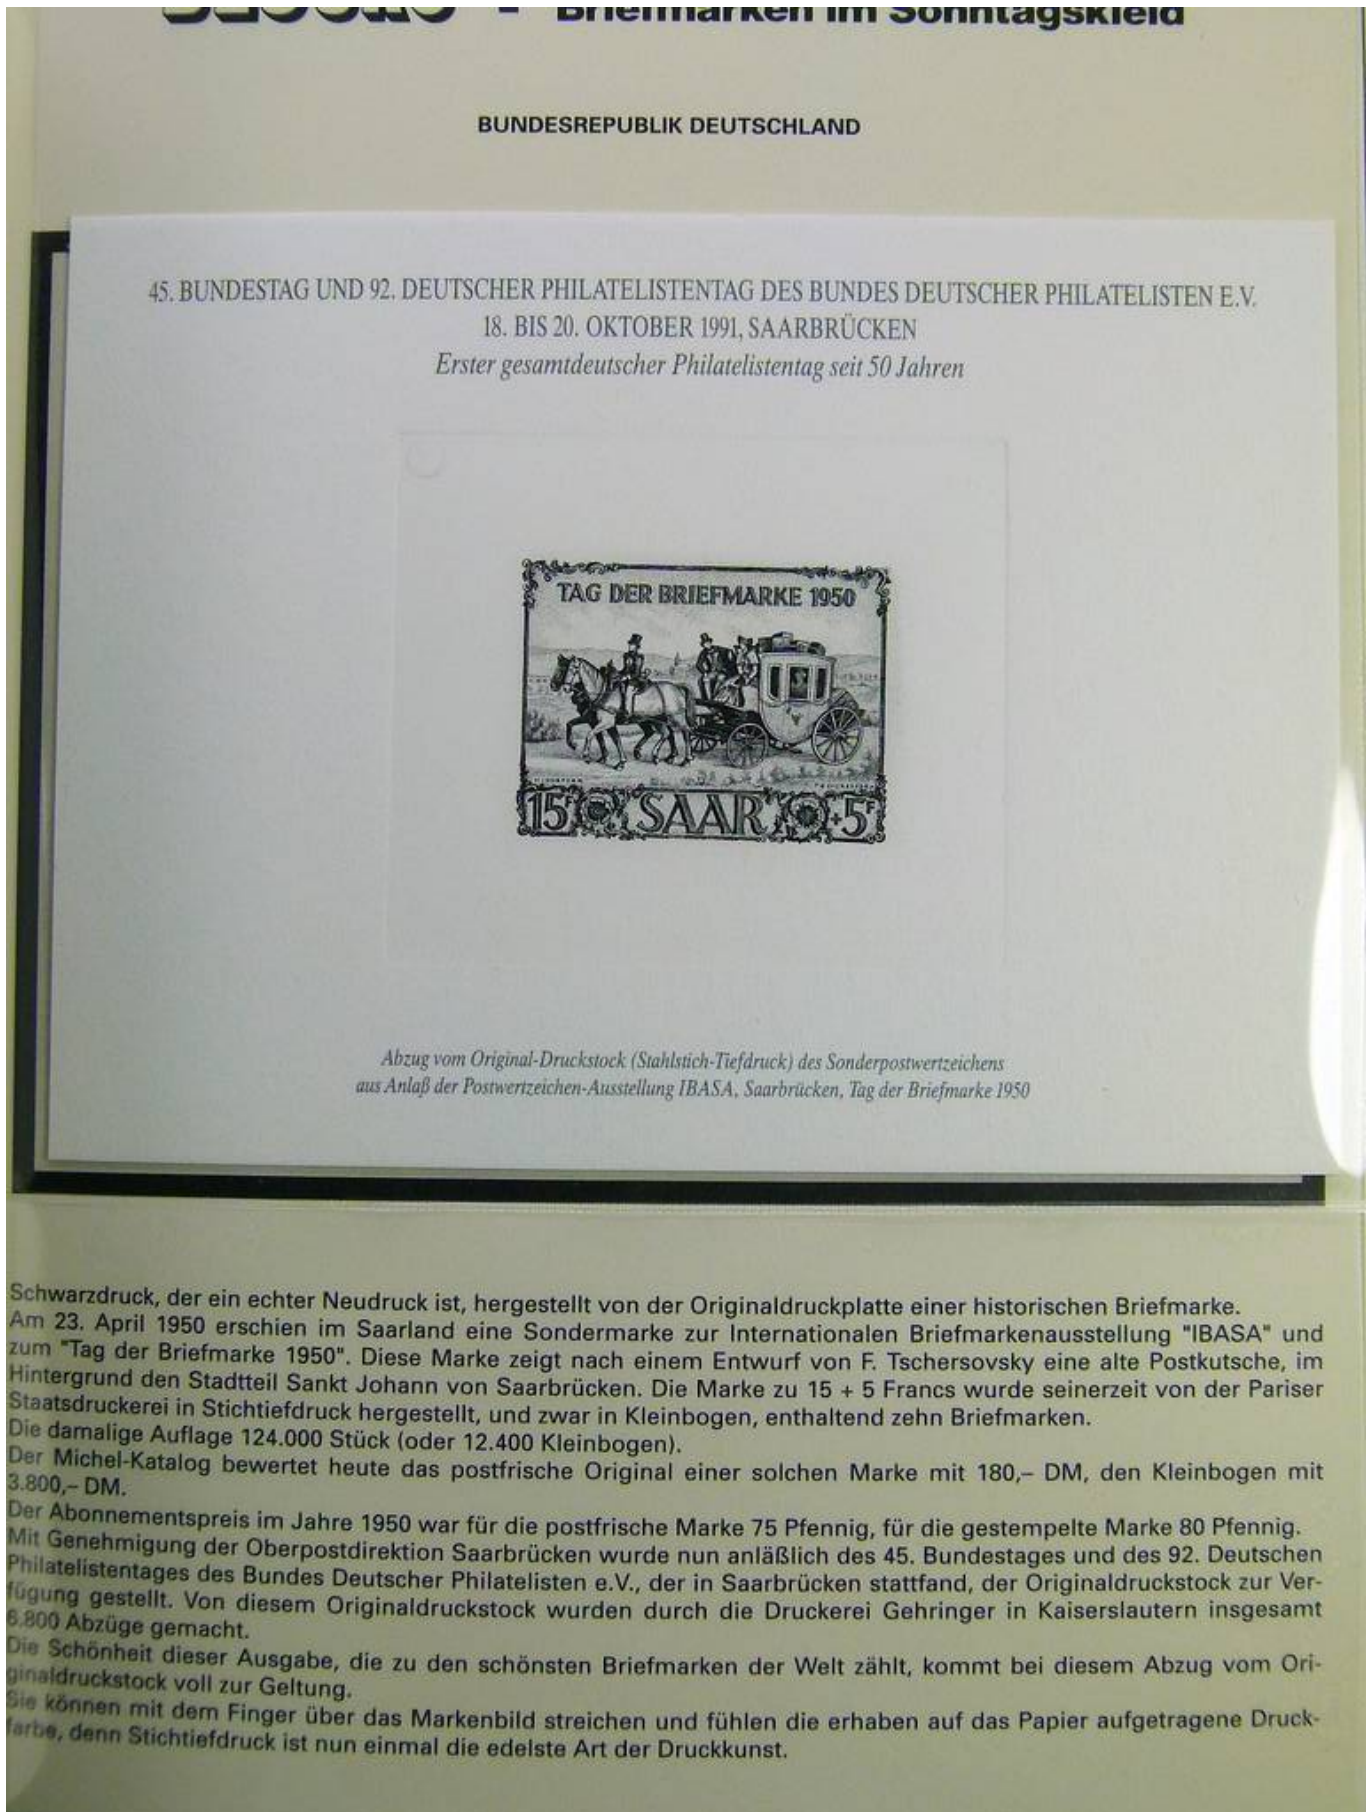 Briefmarken im Sonntagskleid
BUNDESREPUBLIK DEUTSCHLAND
45. BUNDESTAG UND 92. DEUTSCHER PHILATELISTENTAG DES BUNDES DEUTSCHER PHILATELISTEN E.V.
18. BIS 20. OKTOBER 1991, SAARBRÜCKEN
Erster gesamtdeutscher Philatelistentag seit 50 Jahren
TAG DER BRIEFMARKE 1950
15F SAAR +5F
Abzug vom Original-Druckstock (Stahlstich-Tiefdruck) des Sonderpostwertzeichens
aus Anlaß der Postwertzeichen-Ausstellung IBASA, Saarbrücken, Tag der Briefmarke 1950
Schwarzdruck, der ein echter Neudruck ist, hergestellt von der Originaldruckplatte einer historischen Briefmarke.
Am 23. April 1950 erschien im Saarland eine Sondermarke zur Internationalen Briefmarkenausstellung "IBASA" und
zum "Tag der Briefmarke 1950". Diese Marke zeigt nach einem Entwurf von F. Tschersovsky eine alte Postkutsche, im
Hintergrund den Stadtteil Sankt Johann von Saarbrücken. Die Marke zu 15 + 5 Francs wurde seinerzeit von der Pariser
Staatsdruckerei in Stichtiefdruck hergestellt, und zwar in Kleinbogen, enthaltend zehn Briefmarken.
Die damalige Auflage 124.000 Stück (oder 12.400 Kleinbogen).
Der Michel-Katalog bewertet heute das postfrische Original einer solchen Marke mit 180,– DM, den Kleinbogen mit
3.800,– DM.
Der Abonnementspreis im Jahre 1950 war für die postfrische Marke 75 Pfennig, für die gestempelte Marke 80 Pfennig.
Mit Genehmigung der Oberpostdirektion Saarbrücken wurde nun anläßlich des 45. Bundestages und des 92. Deutschen
Philatelistentages des Bundes Deutscher Philatelisten e.V., der in Saarbrücken stattfand, der Originaldruckstock zur Ver-
fügung gestellt. Von diesem Originaldruckstock wurden durch die Druckerei Gehringer in Kaiserslautern insgesamt
6.800 Abzüge gemacht.
Die Schönheit dieser Ausgabe, die zu den schönsten Briefmarken der Welt zählt, kommt bei diesem Abzug vom Ori-
ginaldruckstock voll zur Geltung.
Sie können mit dem Finger über das Markenbild streichen und fühlen die erhaben auf das Papier aufgetragene Druck-
farbe, denn Stichtiefdruck ist nun einmal die edelste Art der Druckkunst.